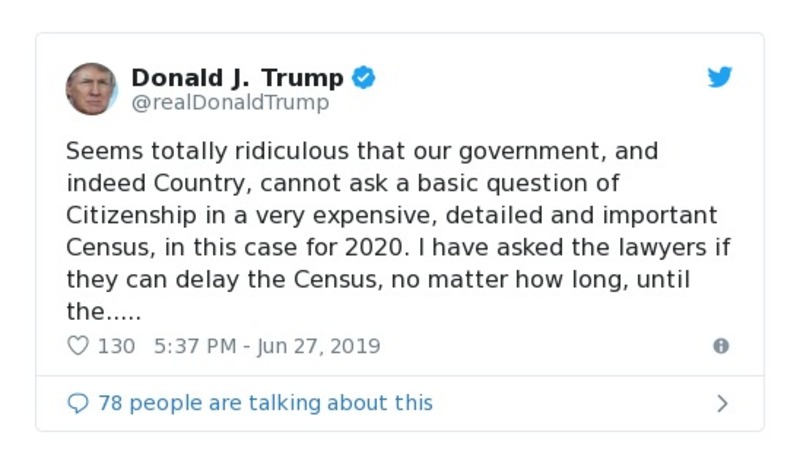 Donald J. Trump
@realDonaldTrump
Seems totally ridiculous that our government, and
indeed Country, cannot ask a basic question of
Citizenship in a very expensive, detailed and important
Census, in this case for 2020. I have asked the lawyers if
they can delay the Census, no matter how long, until
the.....
130 5:37 PM - Jun 27, 2019
78 people are talking about this